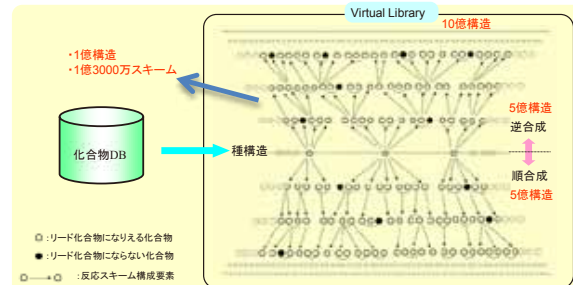 Virtual Library
10億構造
・1億構造
・1億3000万スキーム
5億構造
逆合成
化合物DB
種構造
順合成
5億構造
:リード化合物になりえる化合物
:リード化合物にならない化合物
:反応スキーム構成要素